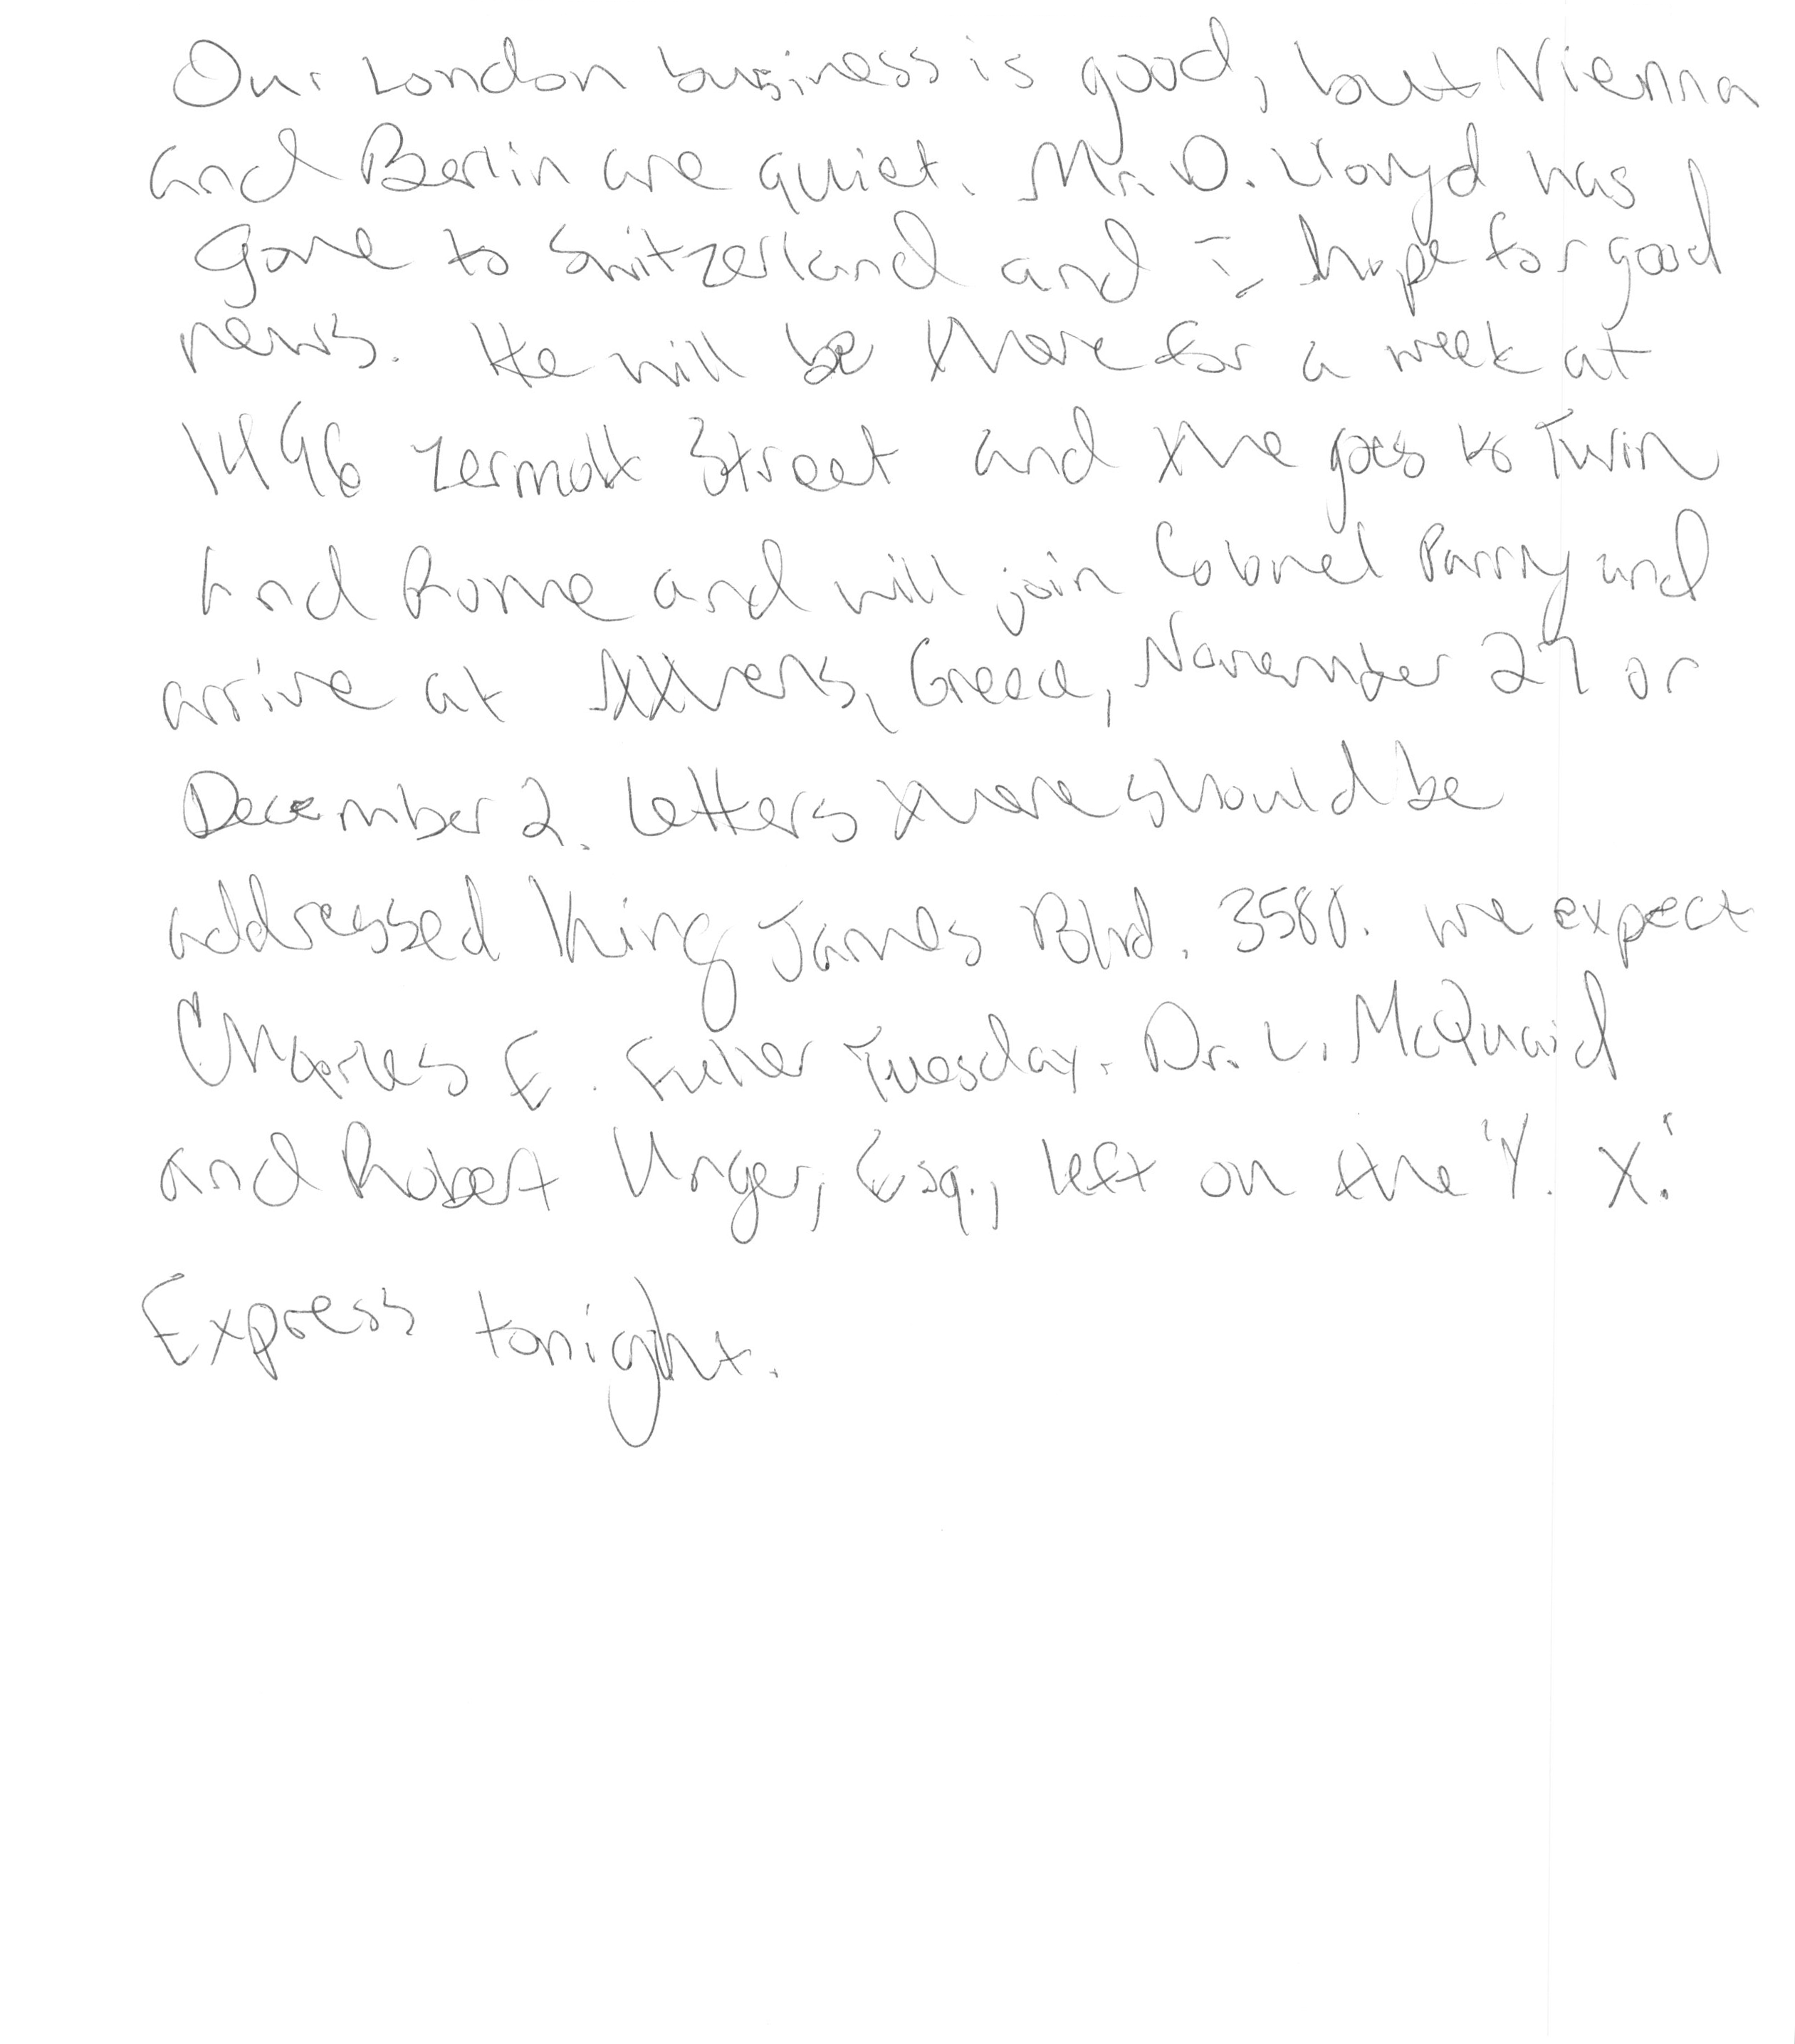 Our London business is good, but Vienna
and Berlin are quiet. Mr. D. Lloyd has
gone to Switzerland and I hope for good
news. He will be there for a week at
1496 Zermott Street and the goes to Turin
and Rome and will join Colonel Parry and
arrive at Athens, Greece, November 27 or
December 2. Letters there should be
addressed King James Blvd. 3580. We expect
Charles E. Fuller Tuesday. Dr. L. McQuaid
and Robert Unger, Esq., left on the 'Y. X.'
Express tonight.